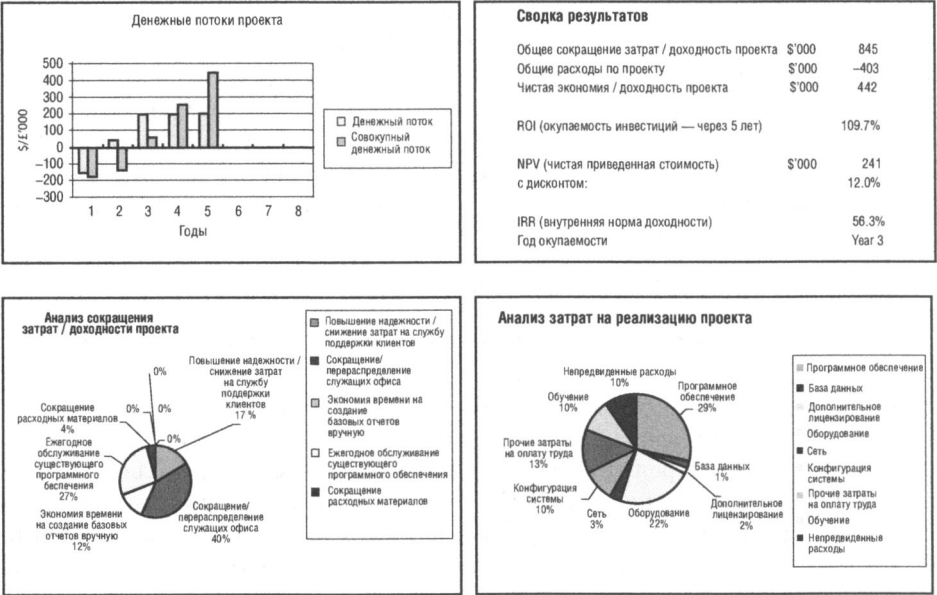 Денежные потоки проекта
500
400
300
200
100
0
−100
−200
−300
$/£'000
1 2 3 4 5 6 7 8
Годы
Денежный поток
Совокупный
денежный поток
Сводка результатов
Общее сокращение затрат / доходность проекта $'000 845
Общие расходы по проекту $'000 −403
Чистая экономия / доходность проекта $'000 442
ROI (окупаемость инвестиций — через 5 лет) 109.7%
NPV (чистая приведенная стоимость) $'000 241
с дисконтом: 12.0%
IRR (внутренняя норма доходности) 56.3%
Год окупаемости Year 3
Анализ сокращения
затрат / доходности проекта
0%
Повышение надежности /
снижение затрат
на службу
поддержки
клиентов
17 %
Сокращение
расходных материалов
4%
0%
0%
0%
Ежегодное
обслуживание
существующего
программного
беспечения
27%
Экономия времени
на создание базовых
отчетов вручную
12%
Сокращение/
перераспределение
служащих офиса
40%
Повышение надежности /
снижение затрат на службу
поддержки клиентов
Сокращение/
перераспределение
служащих офиса
Экономия времени на
создание
базовых отчетов
вручную
Ежегодное обслуживание
существующего
программного обеспечения
Сокращение
расходных материалов
Анализ затрат на реализацию проекта
Непредвиденные расходы
10%
Программное
обеспечение
29%
Обучение
10%
Прочие затраты
на оплату труда
13%
База данных
1%
Конфигурация
системы
10%
Сеть
3%
Оборудование
22%
Дополнительное
лицензирование
2%
Программное обеспечение
База данных
Дополнительное
лицензирование
Оборудование
Сеть
Конфигурация
системы
Прочие затраты
на оплату труда
Обучение
Непредвиденные
расходы